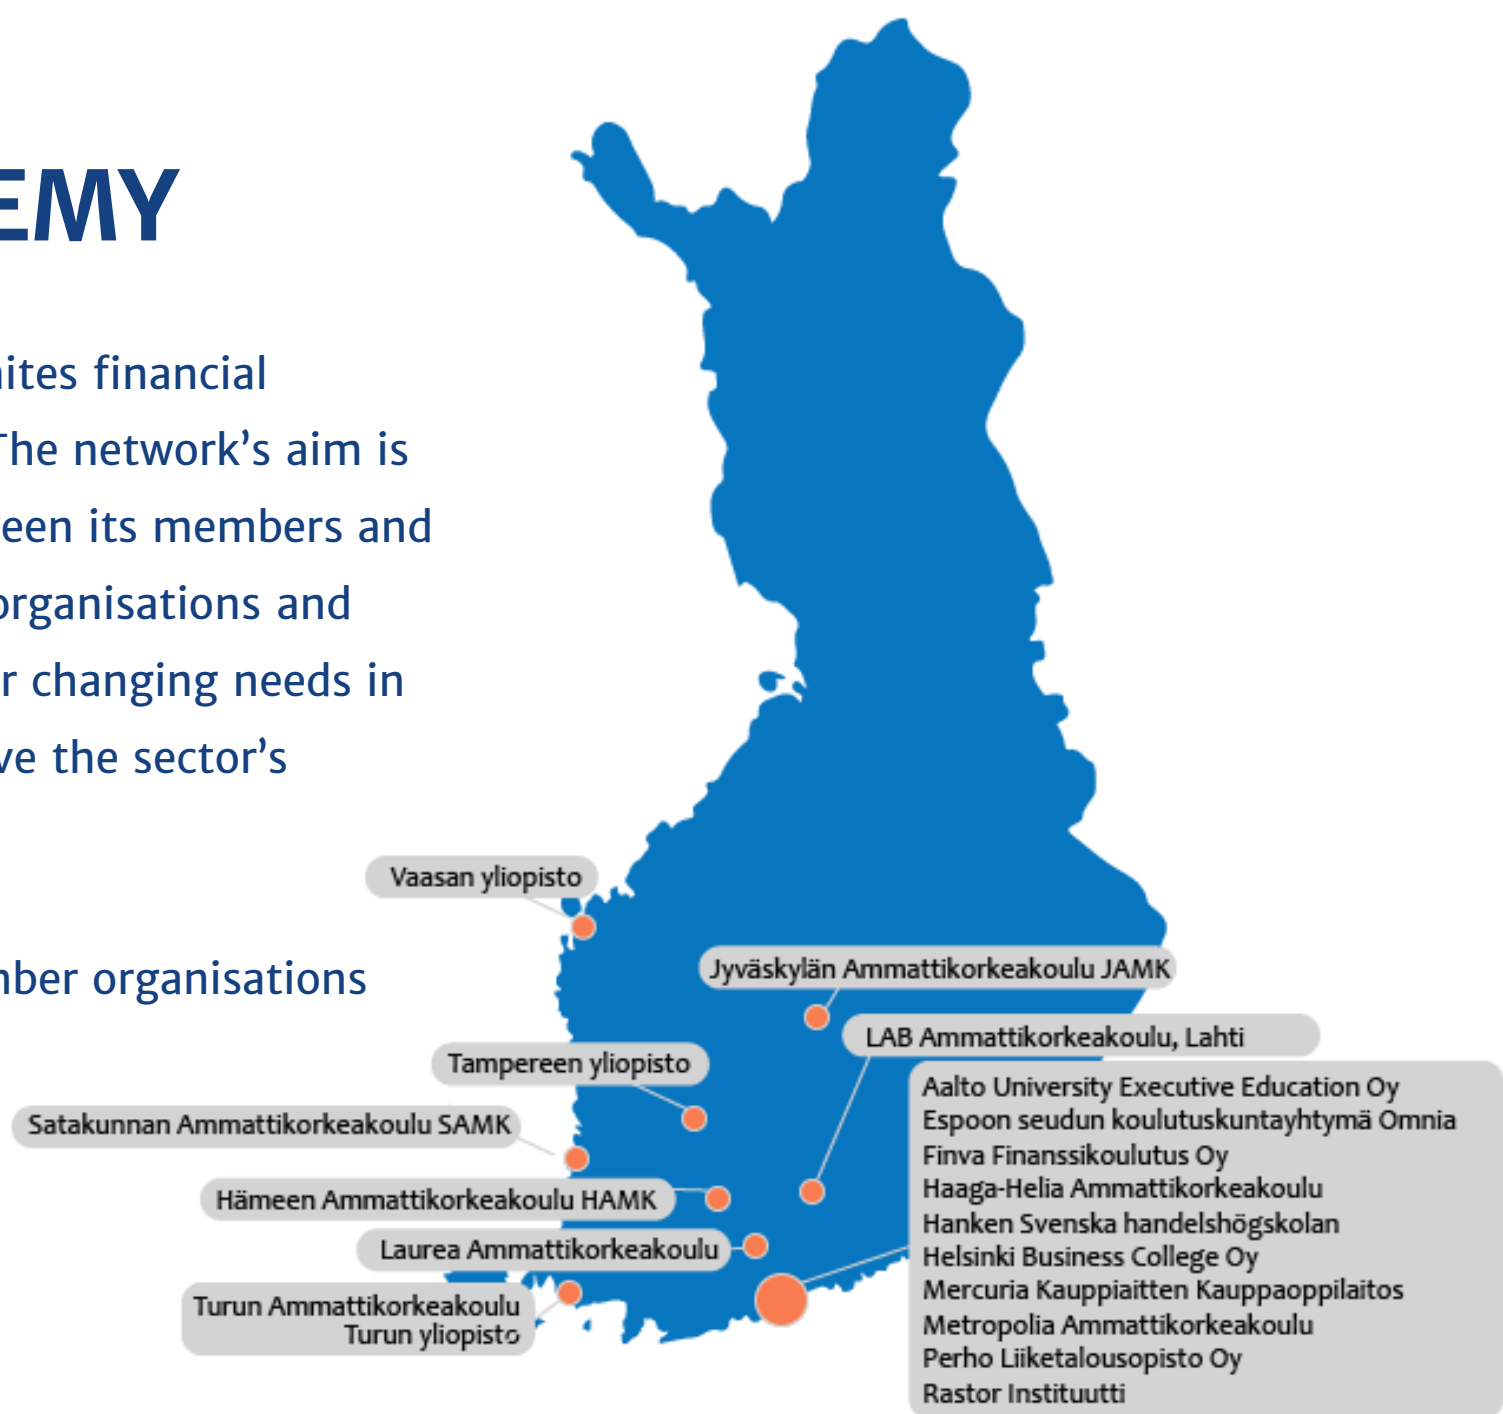 EMY
ites financial
The network’s aim is
een its members and
organisations and
r changing needs in
ve the sector’s
ber organisations
Vaasan yliopisto
Jyväskylän Ammattikorkeakoulu JAMK
LAB Ammattikorkeakoulu, Lahti
Tampereen yliopisto
Satakunnan Ammattikorkeakoulu SAMK
Hämeen Ammattikorkeakoulu HAMK
Laurea Ammattikorkeakoulu
Turun Ammattikorkeakoulu
Turun yliopisto
Aalto University Executive Education Oy
Espoon seudun koulutuskuntayhtymä Omnia
Finva Finanssikoulutus Oy
Haaga-Helia Ammattikorkeakoulu
Hanken Svenska handelshögskolan
Helsinki Business College Oy
Mercuria Kauppiaitten Kauppaoppilaitos
Metropolia Ammattikorkeakoulu
Perho Liiketalousopisto Oy
Rastor Instituutti